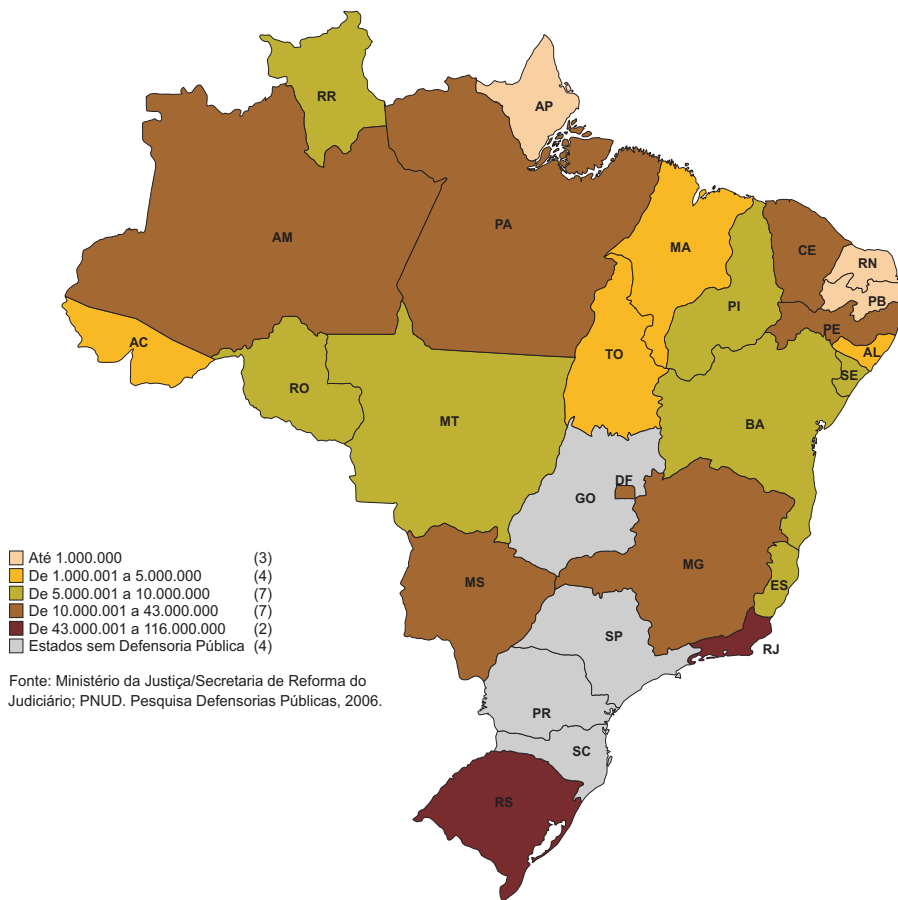 RR
AP
AM
PA
MA
CE
RN
PB
PI
PE
AC
TO
AL
SE
RO
MT
BA
DF
GO
MS
MG
ES
SP
RJ
PR
SC
RS
Até 1.000.000 (3)
De 1.000.001 a 5.000.000 (4)
De 5.000.001 a 10.000.000 (7)
De 10.000.001 a 43.000.000 (7)
De 43.000.001 a 116.000.000 (2)
Estados sem Defensoria Pública (4)
Fonte: Ministério da Justiça/Secretaria de Reforma do
Judiciário; PNUD. Pesquisa Defensorias Públicas, 2006.